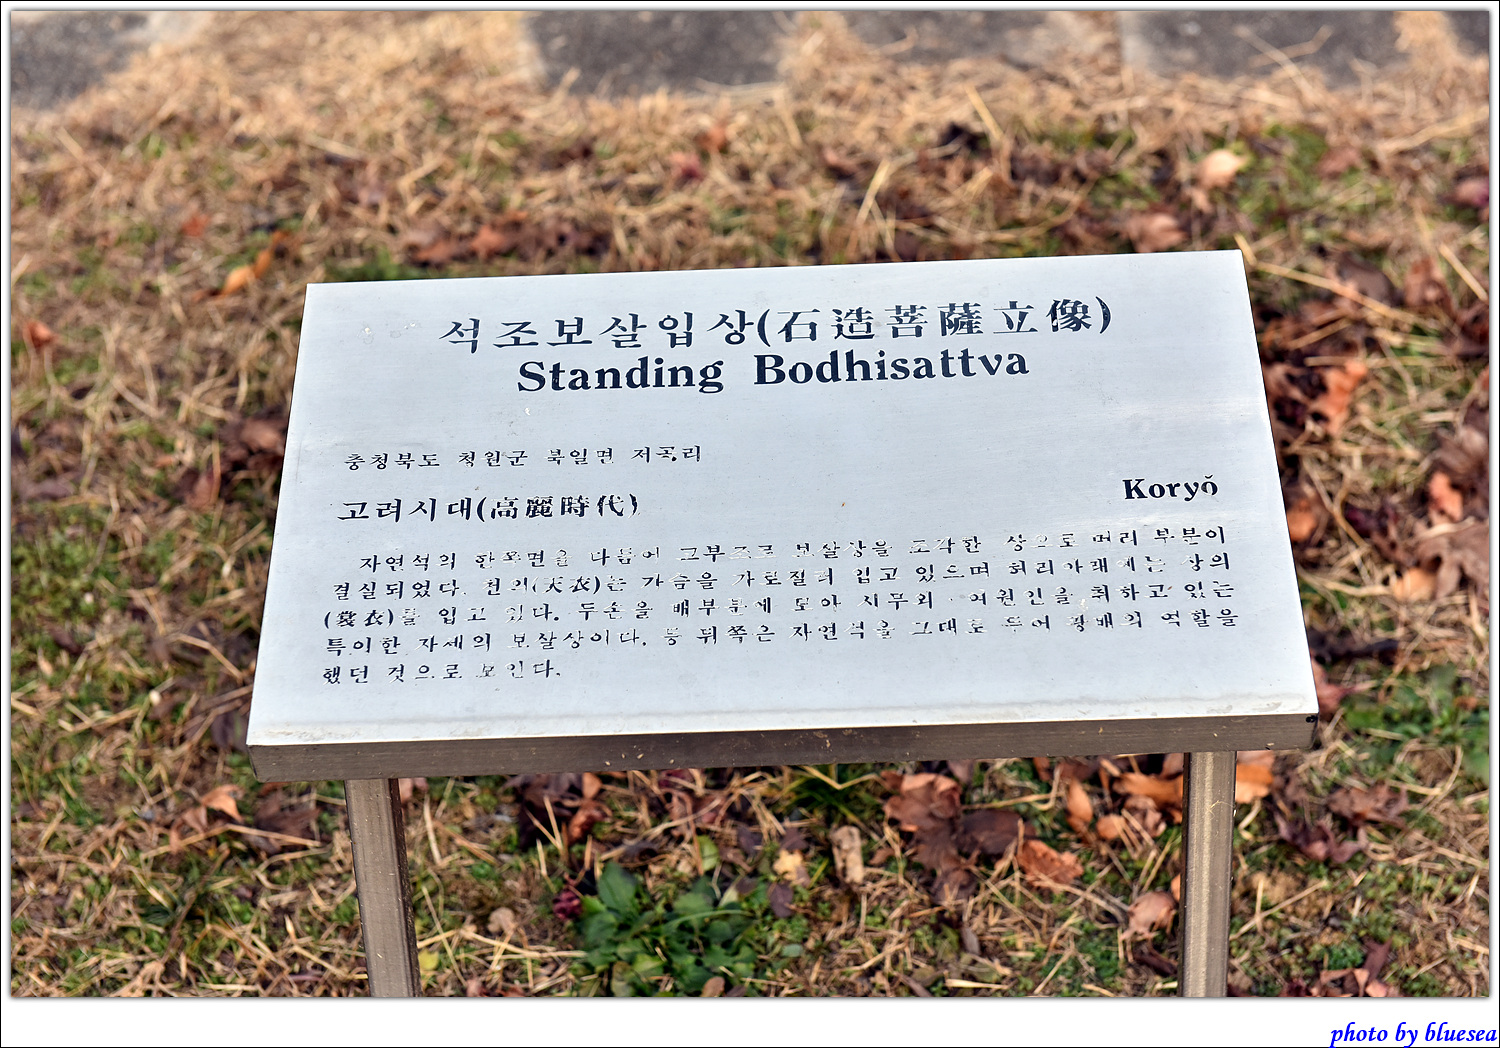 석조보살입상(石造菩薩立像)
Standing Bodhisattva
충청북도 청원군 북일면 저곡리
고려시대(高麗時代)
Koryŏ
자연석의 한쪽면을 다듬어 고부조로 보살상을 조각한 상으로 머리 부분이
결실되었다. 천의(天衣)는 가슴을 가로질러 입고 있으며 허리아래에는 상의
(裳衣)를 입고 있다. 두손을 배부분에 모아 시무외 · 여원인을 취하고 있는
특이한 자세의 보살상이다. 등 뒤쪽은 자연석을 그대로 두어 광배의 역할을
했던 것으로 보인다.
photo by bluesea